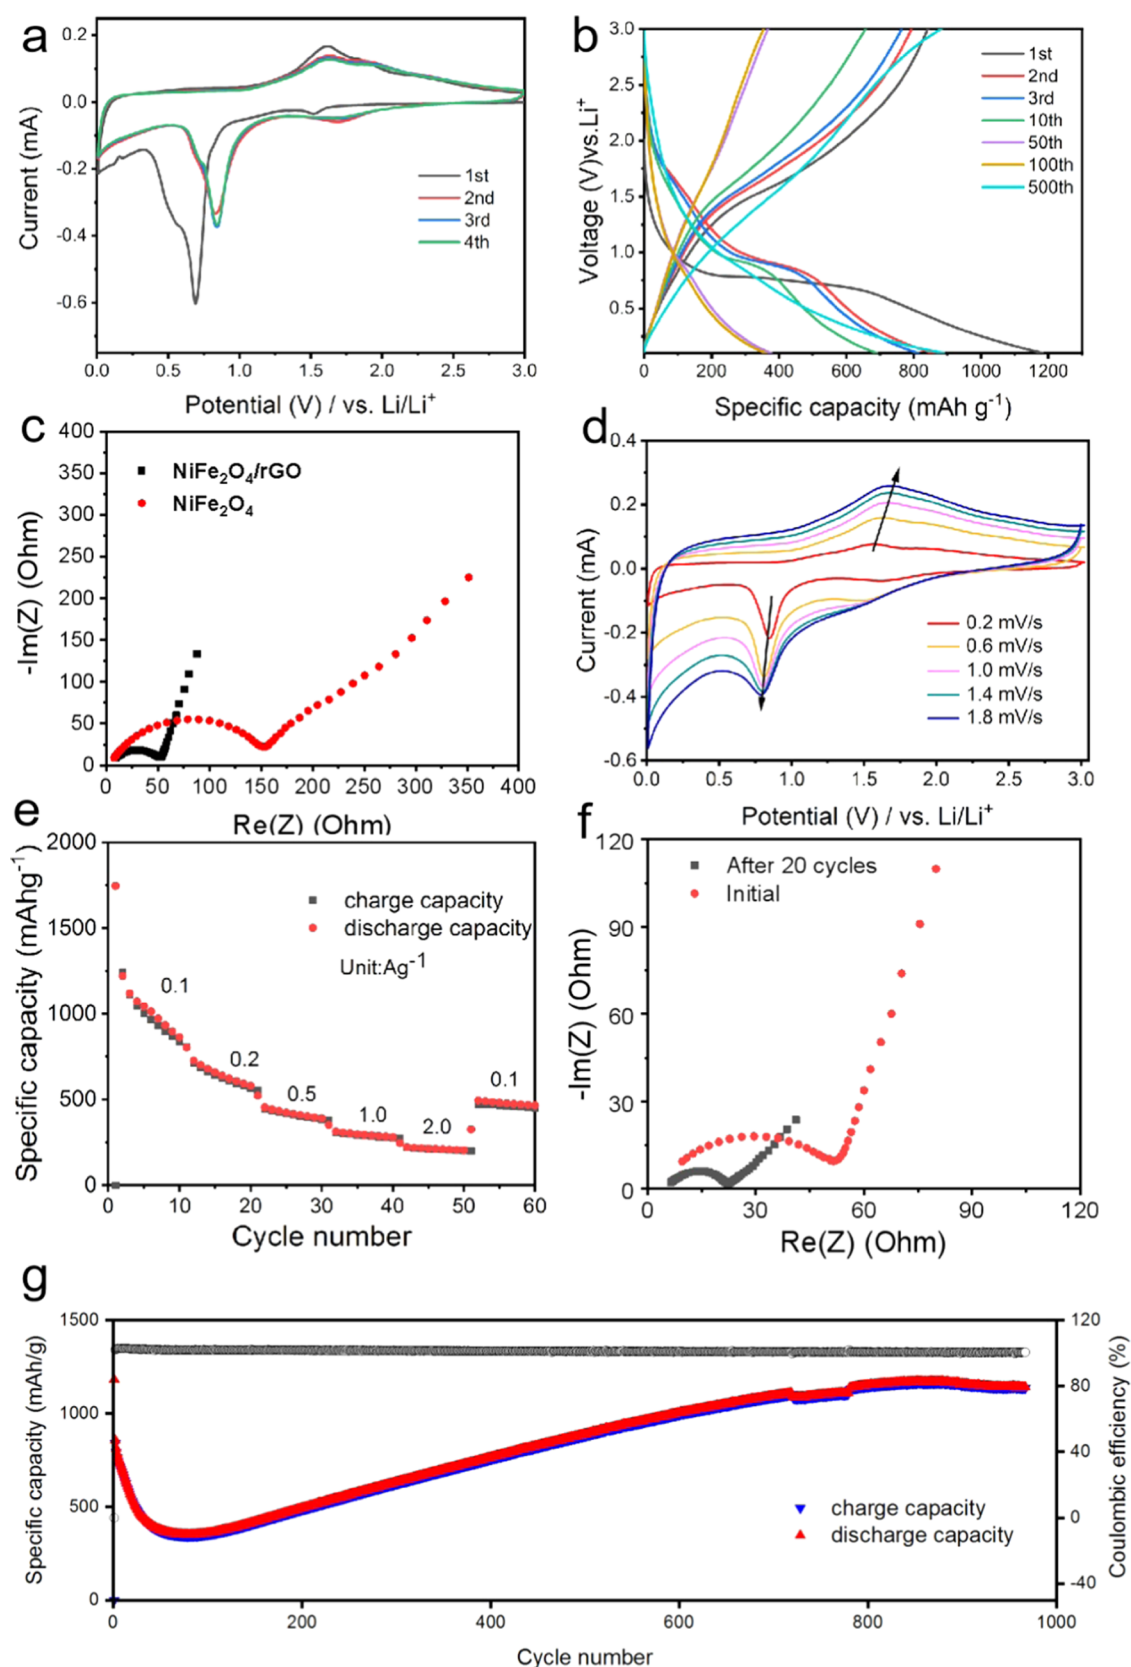 a
0.2
0.0
-0.2
-0.4
-0.6
Current (mA)
1st
2nd
3rd
4th
0.0 0.5 1.0 1.5 2.0 2.5 3.0
Potential (V) / vs. Li/Li⁺
b
3.0
2.5
2.0
1.5
1.0
0.5
Voltage (V)vs.Li⁺
1st
2nd
3rd
10th
50th
100th
500th
0 200 400 600 800 1000 1200
Specific capacity (mAh g⁻¹)
c
400
350
300
250
200
150
100
50
0
-Im(Z) (Ohm)
NiFe₂O₄/rGO
NiFe₂O₄
0 50 100 150 200 250 300 350 400
Re(Z) (Ohm)
d
0.4
0.2
0.0
-0.2
-0.4
-0.6
Current (mA)
0.2 mV/s
0.6 mV/s
1.0 mV/s
1.4 mV/s
1.8 mV/s
0.0 0.5 1.0 1.5 2.0 2.5 3.0
Potential (V) / vs. Li/Li⁺
e
2000
1500
1000
500
0
Specific capacity (mAhg⁻¹)
charge capacity
discharge capacity
Unit:Ag⁻¹
0.1
0.2
0.5
1.0
2.0
0.1
0 10 20 30 40 50 60
Cycle number
f
120
90
60
30
0
-Im(Z) (Ohm)
After 20 cycles
Initial
0 30 60 90 120
Re(Z) (Ohm)
g
1500
1000
500
0
Specific capacity (mAh/g)
charge capacity
discharge capacity
120
80
40
0
-40
Coulombic efficiency (%)
0 200 400 600 800 1000
Cycle number